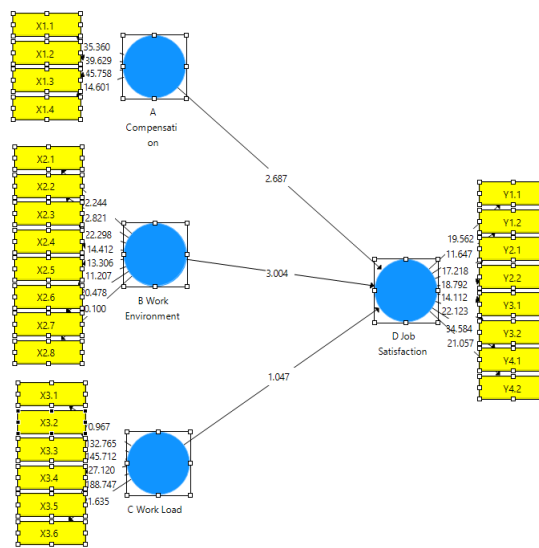 X1.1
X1.2
X1.3
X1.4
35.360
39.629
45.758
14.601
A
Compensati
on
X2.1
X2.2
X2.3
X2.4
X2.5
X2.6
X2.7
X2.8
2.244
2.821
22.298
14.412
13.306
11.207
0.478
0.100
B Work
Environment
X3.1
X3.2
X3.3
X3.4
X3.5
X3.6
70.967
132.765
145.712
127.120
188.747
1.635
C Work Load
2.687
3.004
1.047
D Job
Satisfaction
19.562
11.647
17.218
18.792
14.112
22.123
34.584
21.057
Y1.1
Y1.2
Y2.1
Y2.2
Y3.1
Y3.2
Y4.1
Y4.2